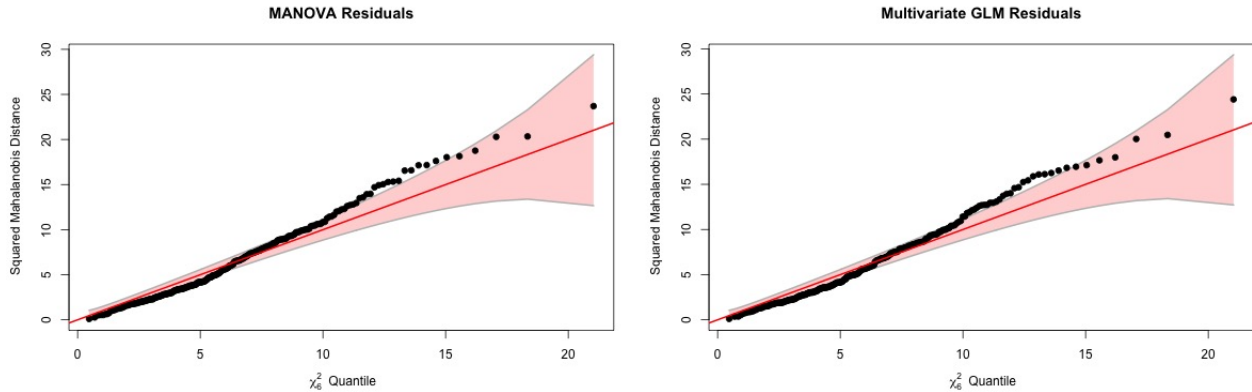 MANOVA Residuals
Squared Mahalanobis Distance
30
25
20
15
10
5
0
0 5 10 15 20
χ²₆ Quantile
Multivariate GLM Residuals
Squared Mahalanobis Distance
30
25
20
15
10
5
0
0 5 10 15 20
χ²₆ Quantile